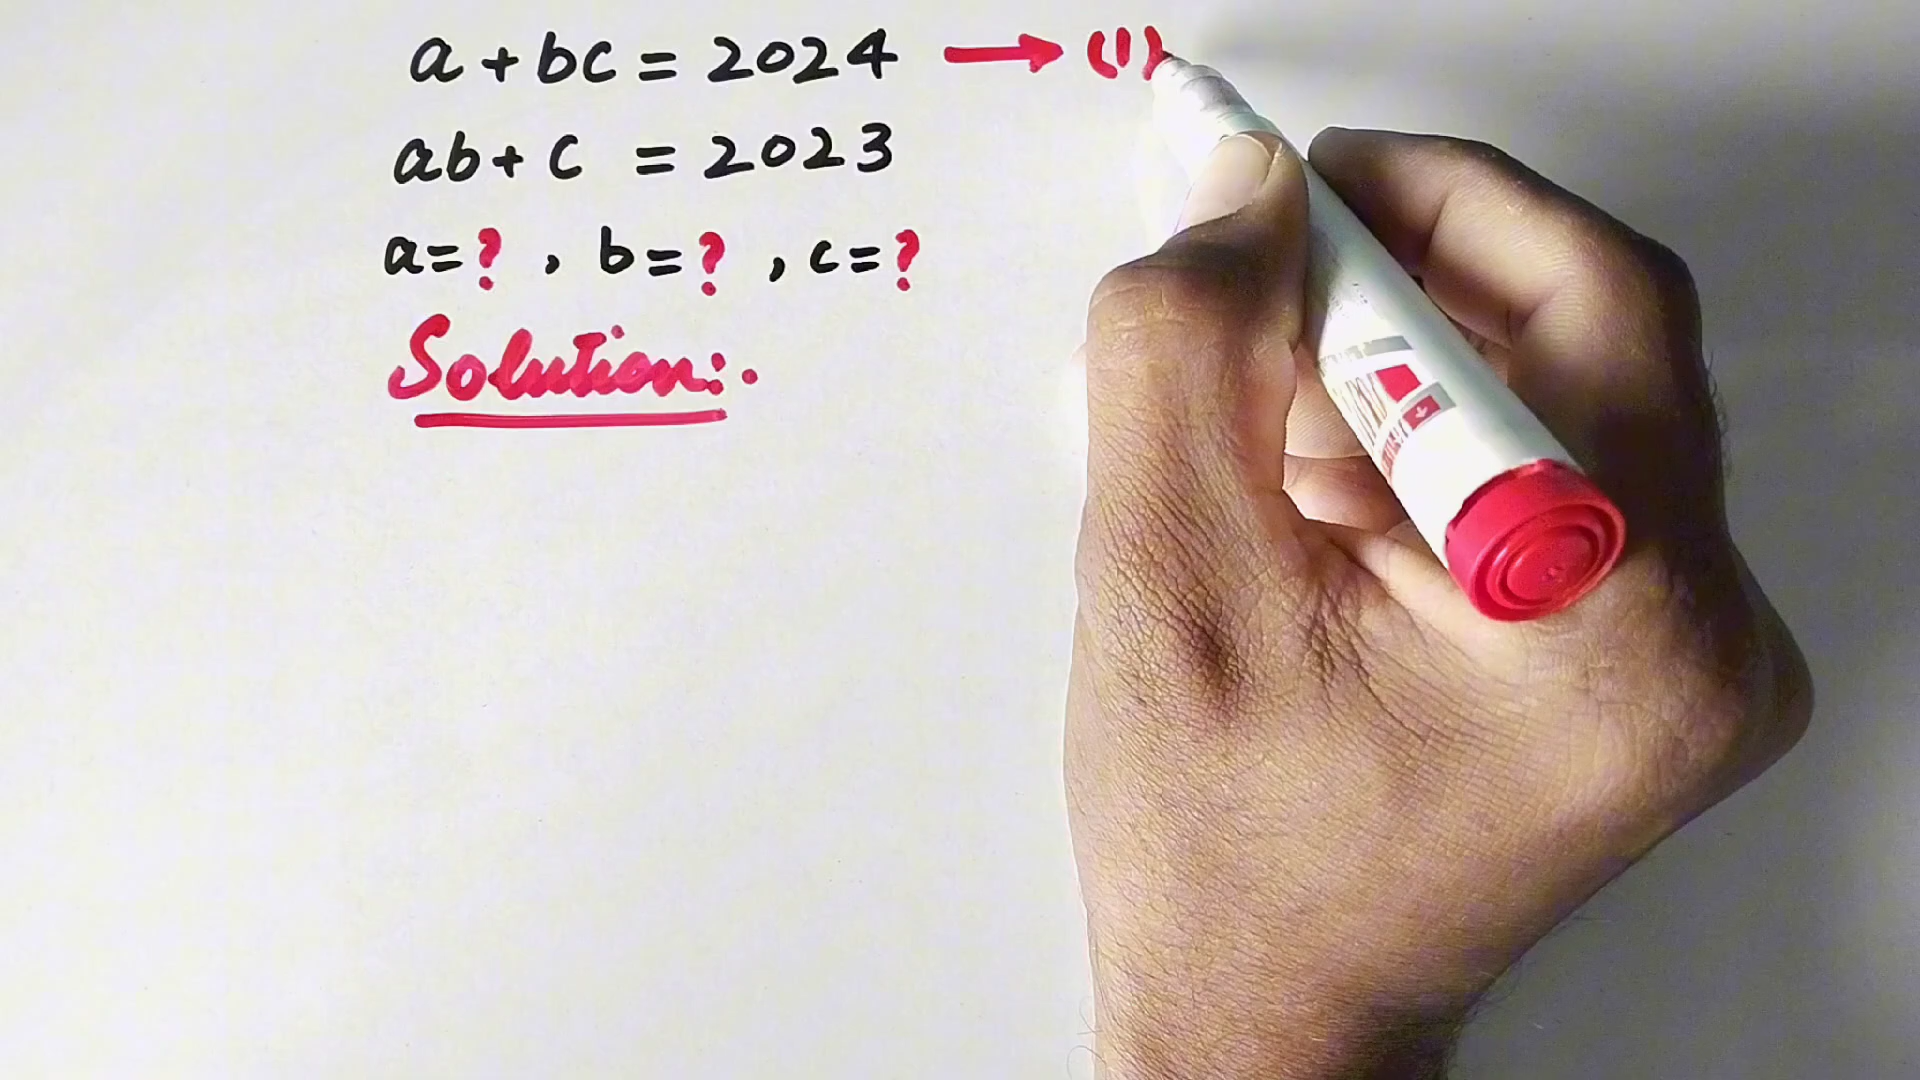 a + bc = 2024 → (1)
ab + c = 2023
a = ? , b = ? , c = ?
Solution:.